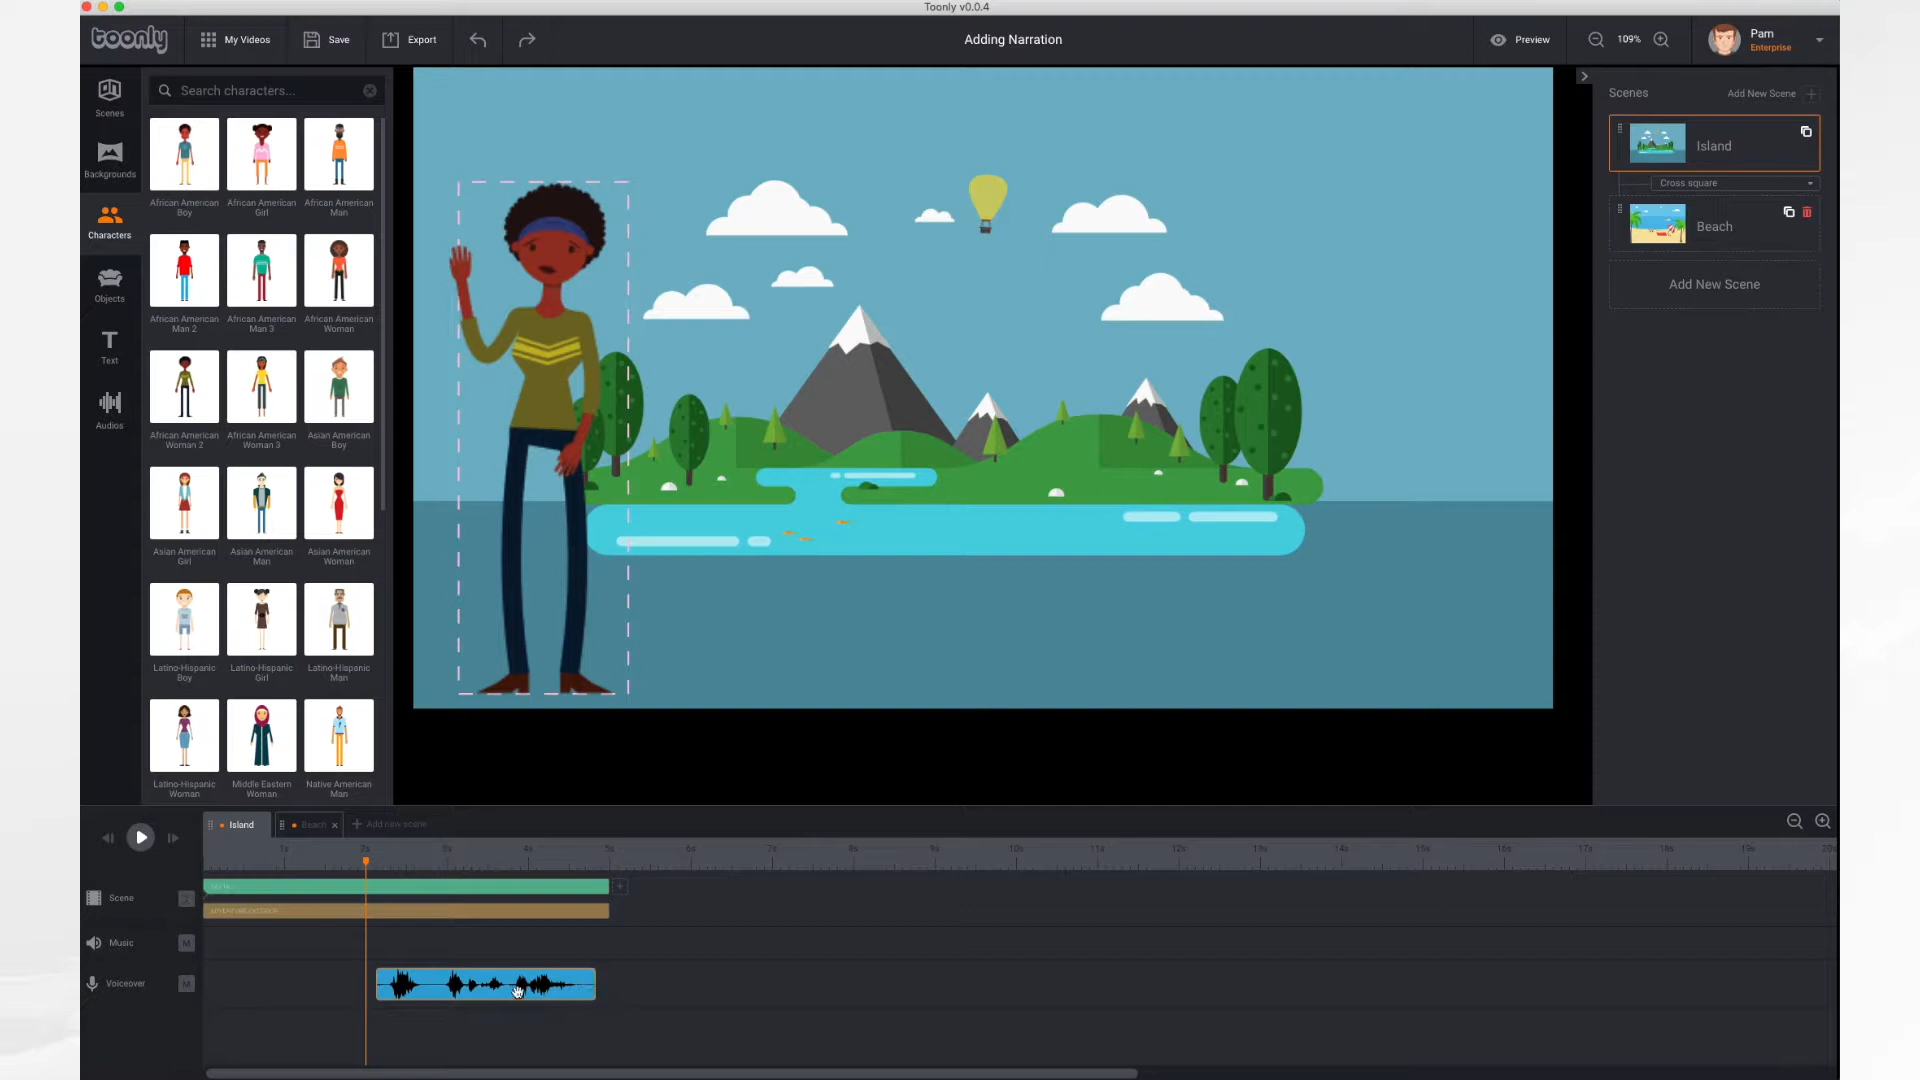 Toonly v0.0.4
toonly
My Videos
Save
Export
Adding Narration
Preview
109%
Pam
Enterprise
Scenes
Backgrounds
Characters
Objects
Text
Audios
Search characters...
African American Boy
African American Girl
African American Man
African American Man 2
African American Man 3
African American Woman
African American Woman 2
African American Woman 3
Asian American Boy
Asian American Girl
Asian American Man
Asian American Woman
Latino-Hispanic Boy
Latino-Hispanic Girl
Latino-Hispanic Man
Latino-Hispanic Woman
Middle Eastern Woman
Native American Man
Scenes
Add New Scene
Island
Cross square
Beach
Add New Scene
Island
Beach
Add new scene
1s 2s 3s 4s 5s 6s 7s 8s 9s 10s 11s 12s 13s 14s 15s 16s 17s 18s 19s 20s
Scene
Music
M
Voiceover
M